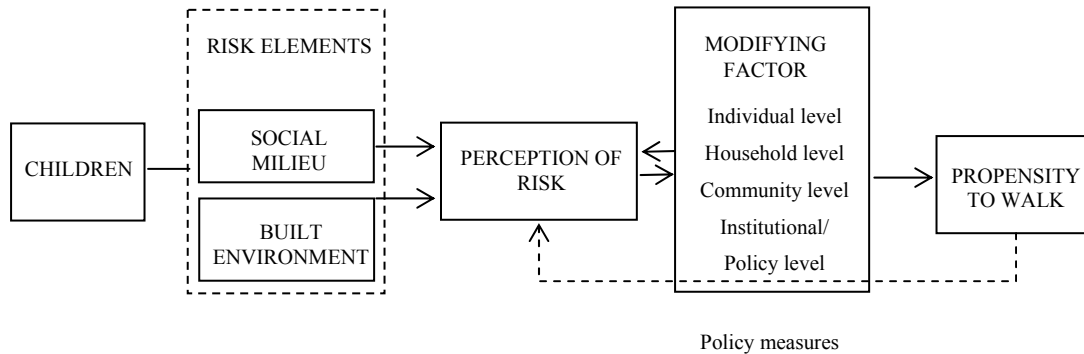 RISK ELEMENTS
CHILDREN
SOCIAL
MILIEU
BUILT
ENVIRONMENT
PERCEPTION OF
RISK
MODIFYING
FACTOR
Individual level
Household level
Community level
Institutional/
Policy level
PROPENSITY
TO WALK
Policy measures